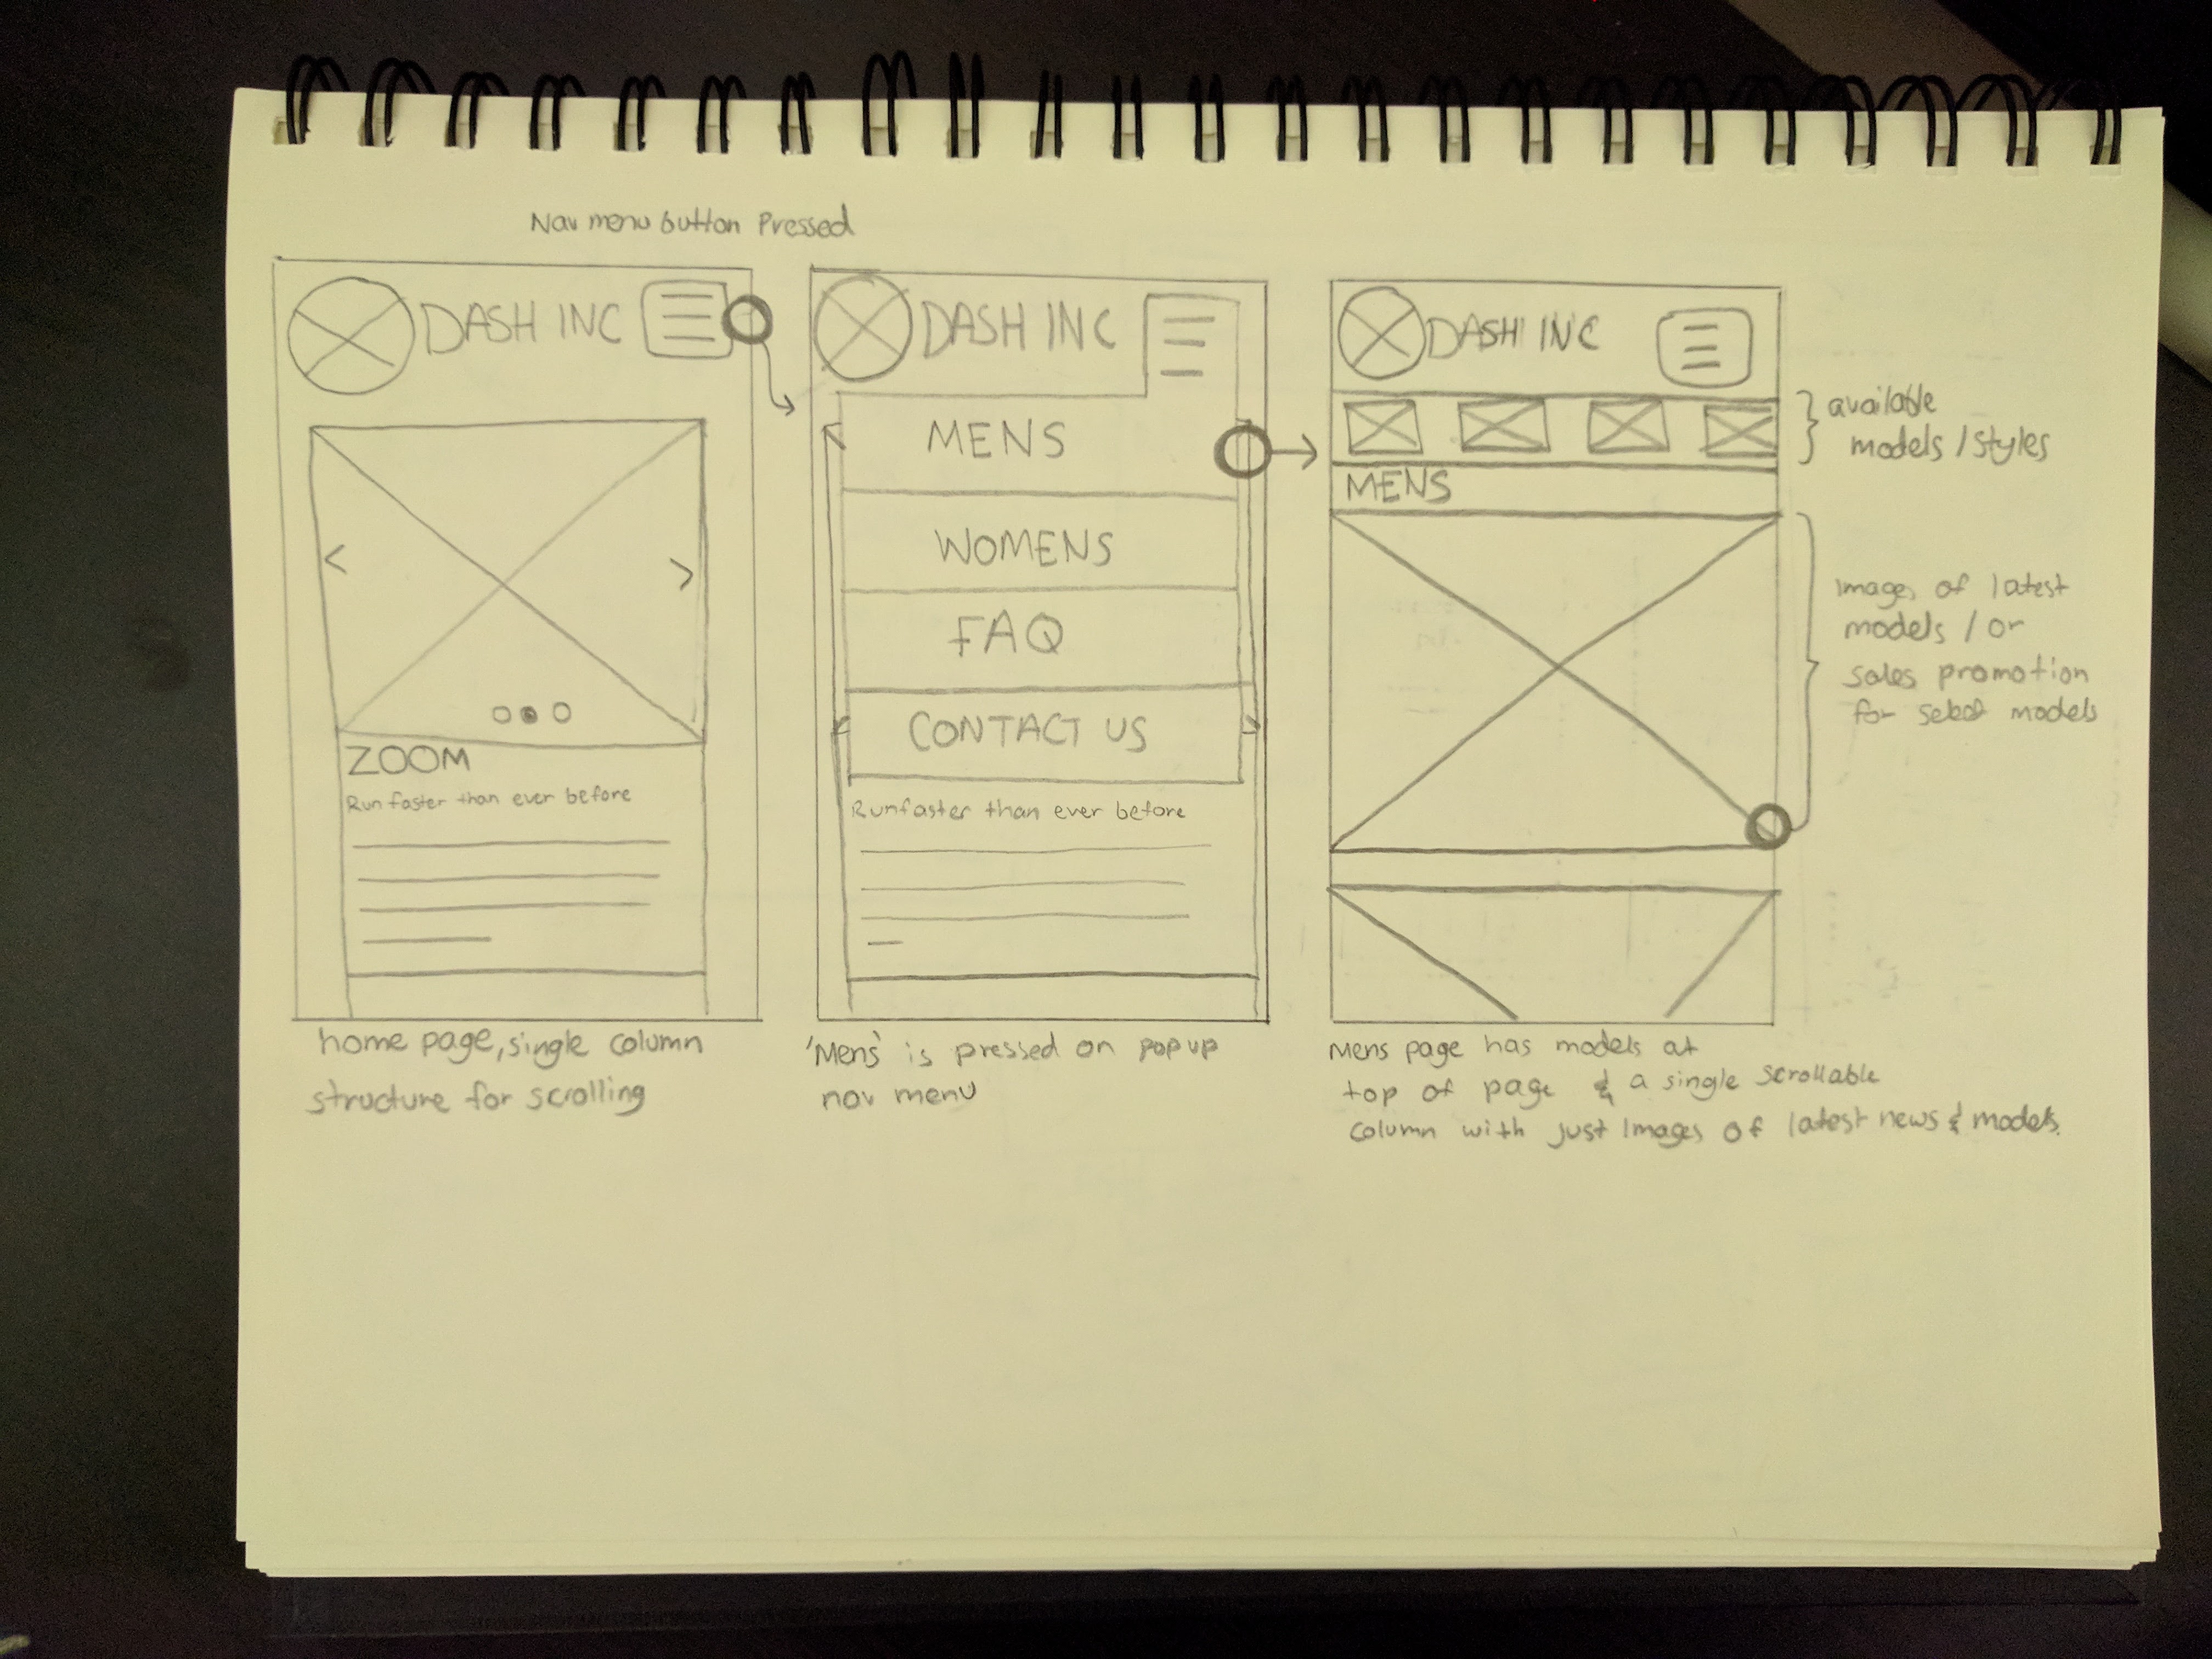 Nav menu button Pressed
DASH INC
ZOOM
Run faster than ever before
home page, single column
structure for scrolling
DASH INC
MENS
WOMENS
FAQ
CONTACT US
Run faster than ever before
'Mens' is pressed on pop up
nav menu
DASH INC
MENS
available
models / styles
Images of latest
models / or
sales promotion
for select models
Mens page has models at
top of page & a single scrollable
column with just Images of latest news & models.